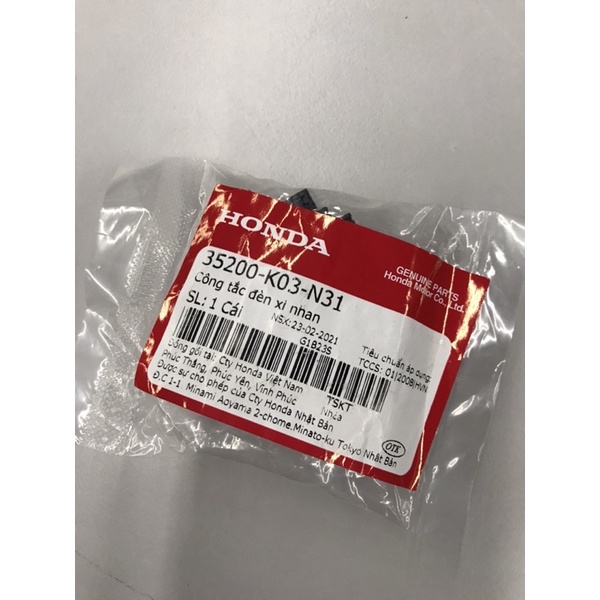 HONDA
GENUINE PARTS
Honda Motor Co., Ltd.
35200-K03-N31
Công tắc đèn xi nhan
SL: 1 Cái
NSX:23-02-2021
G1B23S
Tiêu chuẩn áp dụng:
TCCS: 01(2008)HVN
Đóng gói tại: Cty Honda Việt Nam
Phúc Thắng, Phúc Yên, Vĩnh Phúc
TSKT
Nhựa
Được sự cho phép của Cty Honda Nhật Bản
Đ.C 1-1 Minami Aoyama 2-chome.Minato-ku Tokyo Nhật Bản
OTK